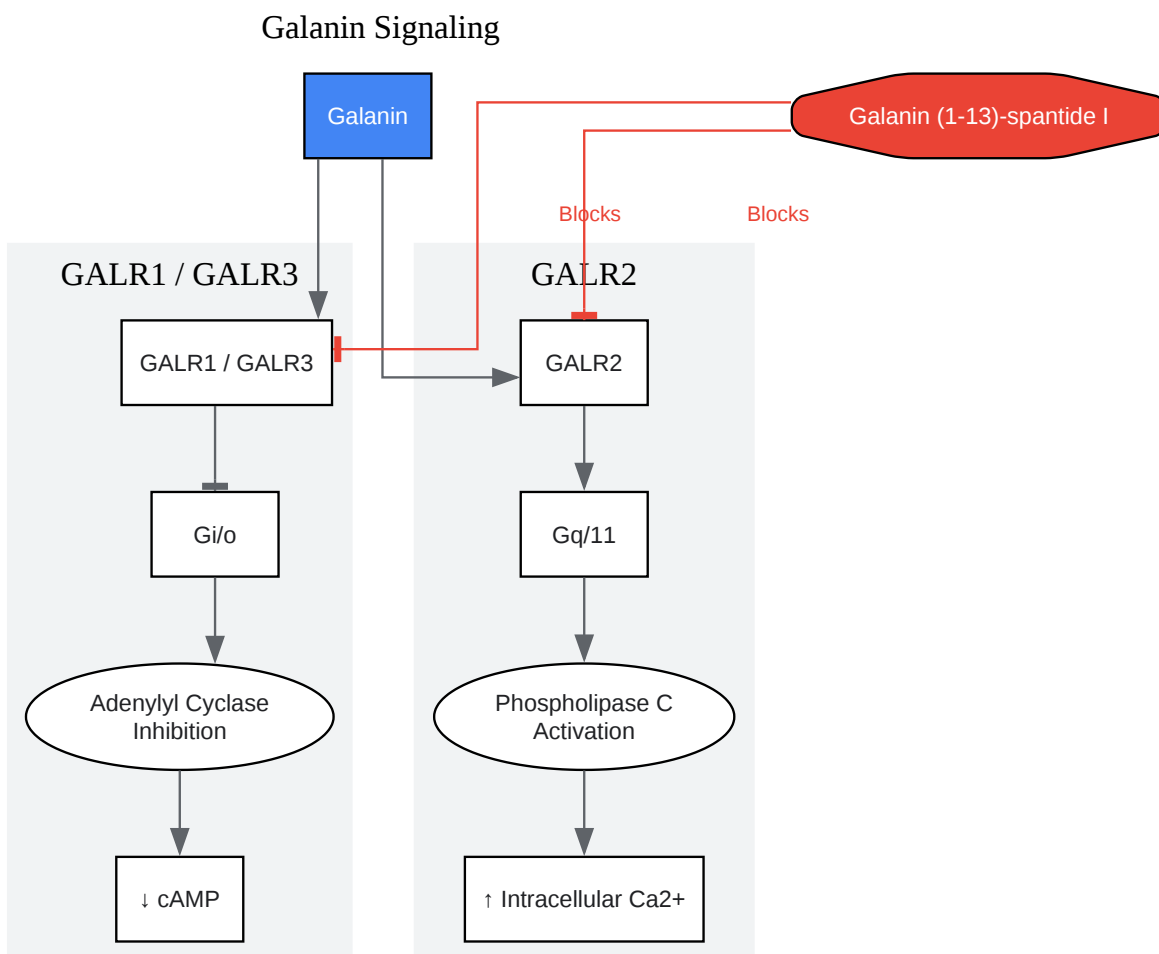 Galanin Signaling
Galanin
Galanin (1-13)-spantide I
Blocks
Blocks
GALR1 / GALR3
GALR2
GALR1 / GALR3
GALR2
Gi/o
Gq/11
Adenylyl Cyclase
Inhibition
Phospholipase C
Activation
↓ cAMP
↑ Intracellular Ca2+